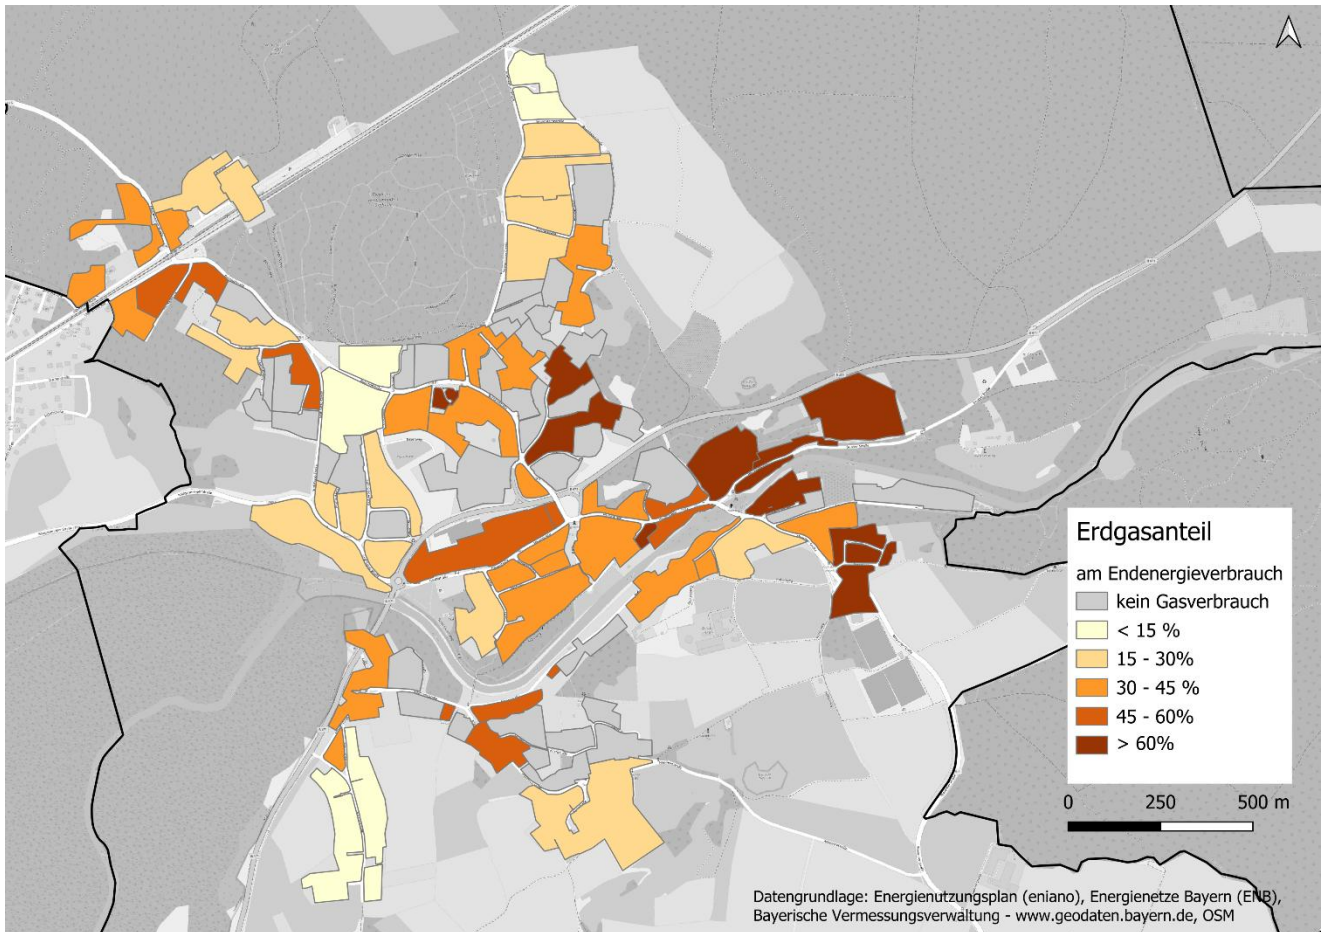 Erdgasanteil
am Endenergieverbrauch
kein Gasverbrauch
< 15 %
15 - 30%
30 - 45 %
45 - 60%
> 60%
0 250 500 m
Datengrundlage: Energienutzungsplan (eniano), Energienetze Bayern (ENB),
Bayerische Vermessungsverwaltung - www.geodaten.bayern.de, OSM